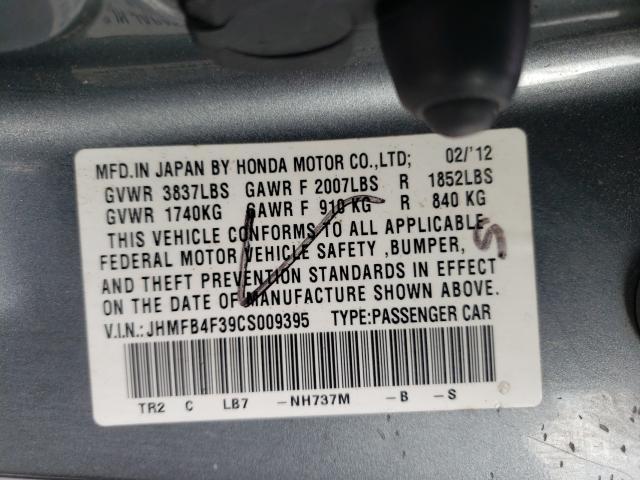 MFD.IN JAPAN BY HONDA MOTOR CO.,LTD; 02/'12
GVWR 3837LBS GAWR F 2007LBS R 1852LBS
GVWR 1740KG GAWR F 910 KG R 840 KG
THIS VEHICLE CONFORMS TO ALL APPLICABLE
FEDERAL MOTOR VEHICLE SAFETY ,BUMPER,
AND THEFT PREVENTION STANDARDS IN EFFECT
ON THE DATE OF MANUFACTURE SHOWN ABOVE.
V.I.N.: JHMFB4F39CS009395 TYPE:PASSENGER CAR
TR2 C LB7 -NH737M -B -S